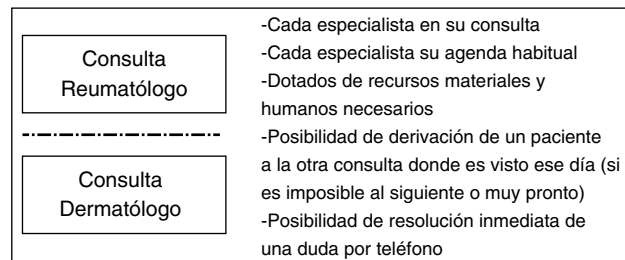 Consulta
Reumatólogo
Consulta
Dermatólogo
-Cada especialista en su consulta
-Cada especialista su agenda habitual
-Dotados de recursos materiales y
humanos necesarios
-Posibilidad de derivación de un paciente
a la otra consulta donde es visto ese día (si
es imposible al siguiente o muy pronto)
-Posibilidad de resolución inmediata de
una duda por teléfono